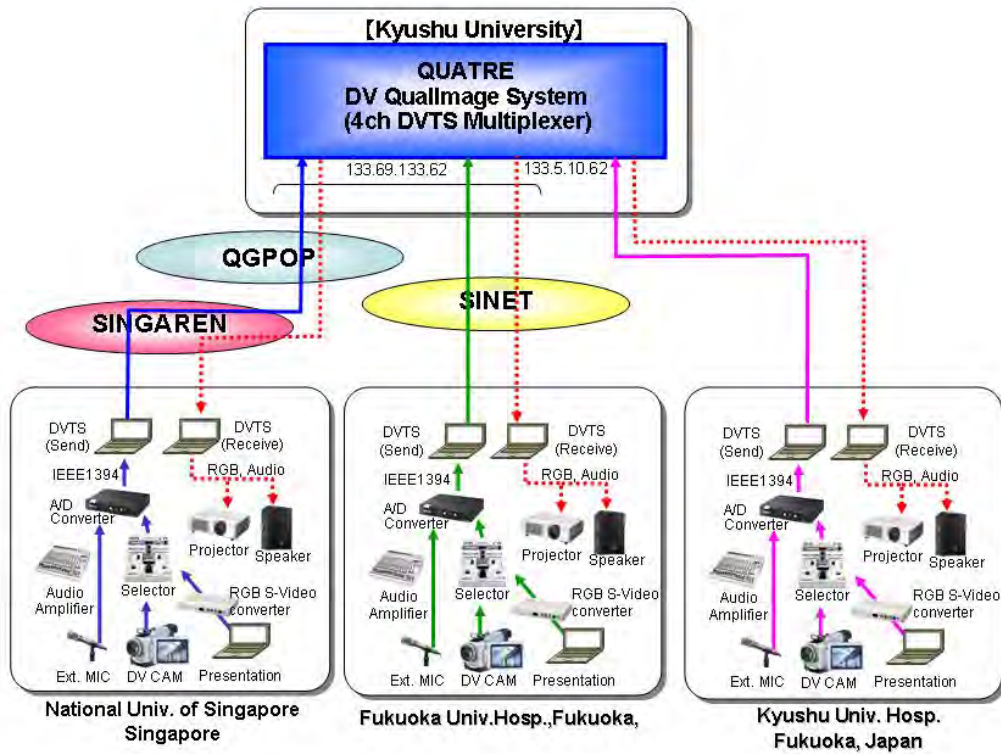 【Kyushu University】
QUATRE
DV QualImage System
(4ch DVTS Multiplexer)
133.69.133.62
133.5.10.62
QGPOP
SINGAREN
SINET
DVTS
(Send)
DVTS
(Receive)
IEEE1394
RGB, Audio
A/D
Converter
Projector
Speaker
Audio
Amplifier
Selector
RGB S-Video
converter
Ext. MIC
DV CAM
Presentation
National Univ. of Singapore
Singapore
DVTS
(Send)
DVTS
(Receive)
IEEE1394
RGB, Audio
A/D
Converter
Projector
Speaker
Audio
Amplifier
Selector
RGB S-Video
converter
Ext. MIC
DV CAM
Presentation
Fukuoka Univ.Hosp.,Fukuoka,
DVTS
(Send)
DVTS
(Receive)
IEEE1394
RGB, Audio
A/D
Converter
Projector
Speaker
Audio
Amplifier
Selector
RGB S-Video
converter
Ext. MIC
DV CAM
Presentation
Kyushu Univ. Hosp.
Fukuoka, Japan